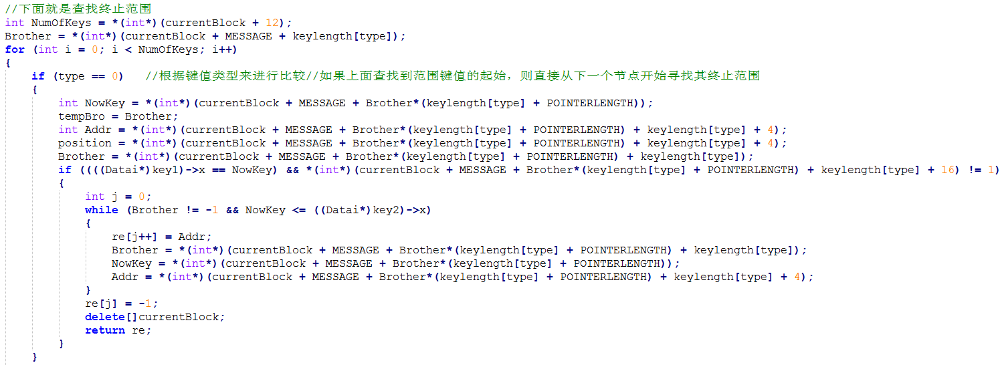 //下面就是查找终止范围
int NumOfKeys = *(int*)(currentBlock + 12);
Brother = *(int*)(currentBlock + MESSAGE + keylength[type]);
for (int i = 0; i < NumOfKeys; i++)
{
    if (type == 0)   //根据键值类型来进行比较//如果上面查找到范围键值的起始，则直接从下一个节点开始寻找其终止范围
    {
        int NowKey = *(int*)(currentBlock + MESSAGE + Brother*(keylength[type] + POINTERLENGTH));
        tempBro = Brother;
        int Addr = *(int*)(currentBlock + MESSAGE + Brother*(keylength[type] + POINTERLENGTH) + keylength[type] + 4);
        position = *(int*)(currentBlock + MESSAGE + Brother*(keylength[type] + POINTERLENGTH) + keylength[type] + 4);
        Brother = *(int*)(currentBlock + MESSAGE + Brother*(keylength[type] + POINTERLENGTH) + keylength[type]);
        if ((((Datai*)key1)->x == NowKey) && *(int*)(currentBlock + MESSAGE + Brother*(keylength[type] + POINTERLENGTH) + keylength[type] + 16) != 1)
        {
            int j = 0;
            while (Brother != -1 && NowKey <= ((Datai*)key2)->x)
            {
                re[j++] = Addr;
                Brother = *(int*)(currentBlock + MESSAGE + Brother*(keylength[type] + POINTERLENGTH) + keylength[type]);
                NowKey = *(int*)(currentBlock + MESSAGE + Brother*(keylength[type] + POINTERLENGTH));
                Addr = *(int*)(currentBlock + MESSAGE + Brother*(keylength[type] + POINTERLENGTH) + keylength[type] + 4);
            }
            re[j] = -1;
            delete[]currentBlock;
            return re;
        }
    }